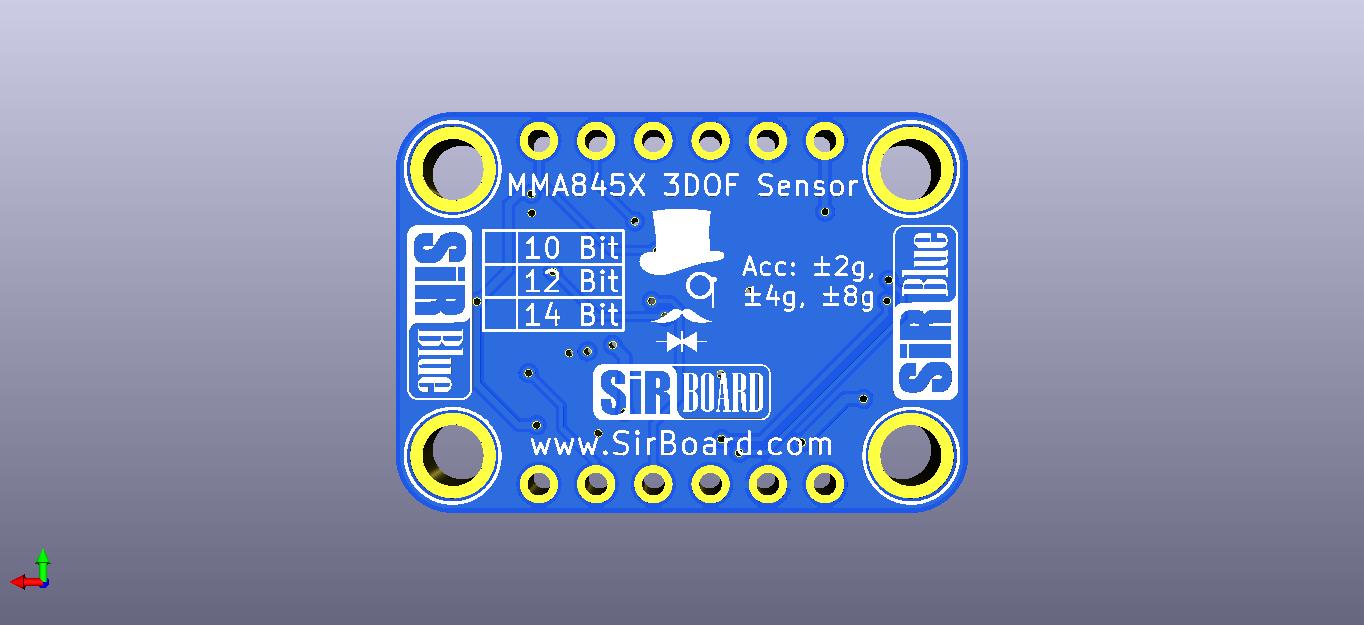 MMA845X 3DOF Sensor
SiR Blue
10 Bit
12 Bit
14 Bit
Acc: ±2g,
±4g, ±8g
SiR Blue
SiR BOARD
www.SirBoard.com